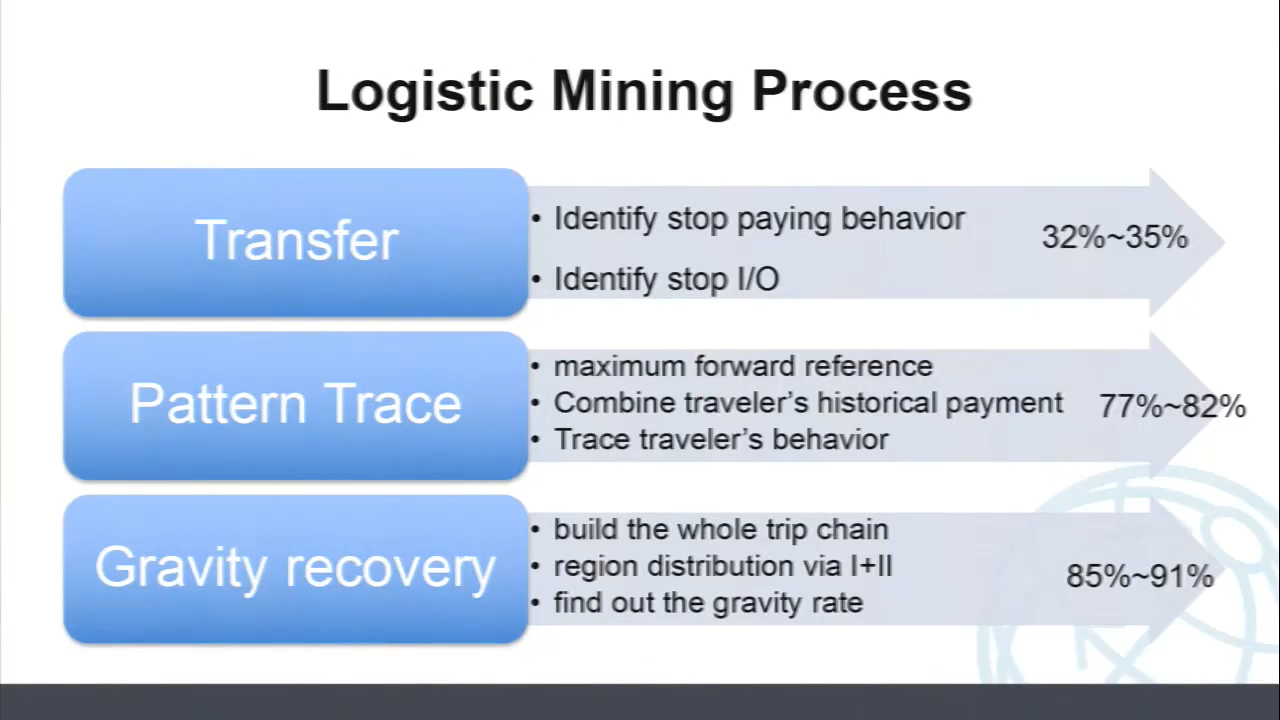 Logistic Mining Process
Transfer
• Identify stop paying behavior
• Identify stop I/O
32%~35%
Pattern Trace
• maximum forward reference
• Combine traveler's historical payment
• Trace traveler's behavior
77%~82%
Gravity recovery
• build the whole trip chain
• region distribution via I+II
• find out the gravity rate
85%~91%